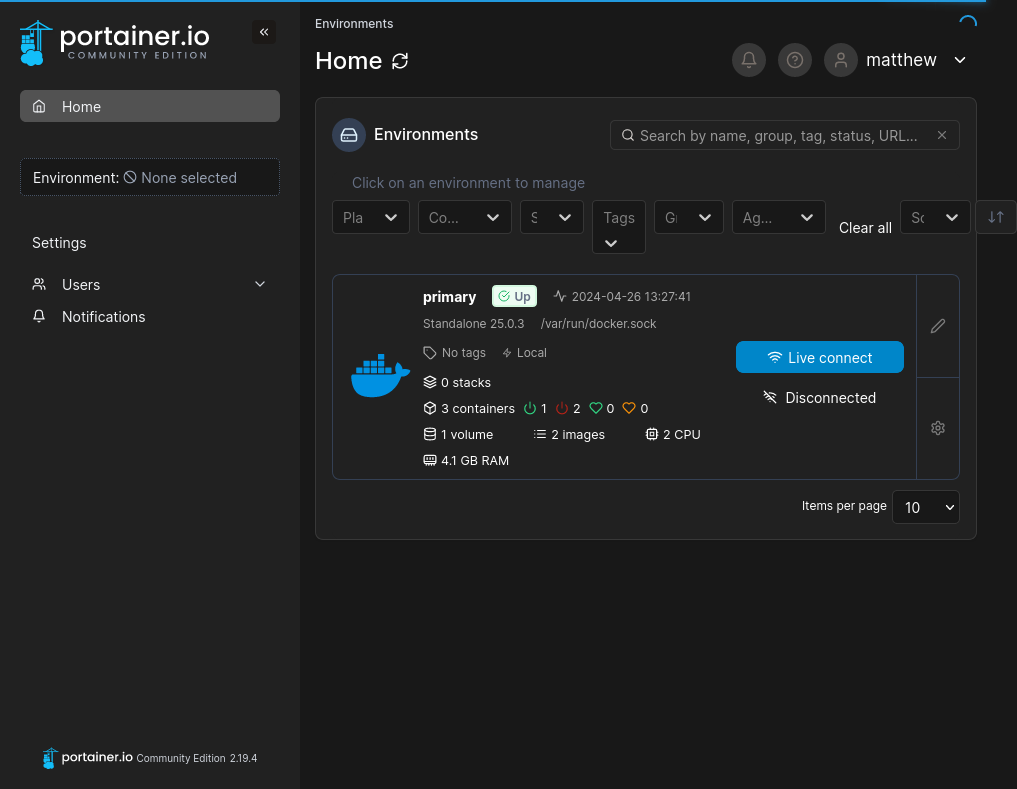 portainer.io
COMMUNITY EDITION
Home
Environment: None selected
Settings
Users
Notifications
portainer.io Community Edition 2.19.4
Environments
Home
matthew
Environments
Search by name, group, tag, status, URL...
Click on an environment to manage
Pla Co... Tags Ag... Clear all
primary Up 2024-04-26 13:27:41
Standalone 25.0.3 /var/run/docker.sock
No tags Local
0 stacks
3 containers 1 2 0 0
1 volume 2 images 2 CPU
4.1 GB RAM
Live connect
Disconnected
Items per page 10